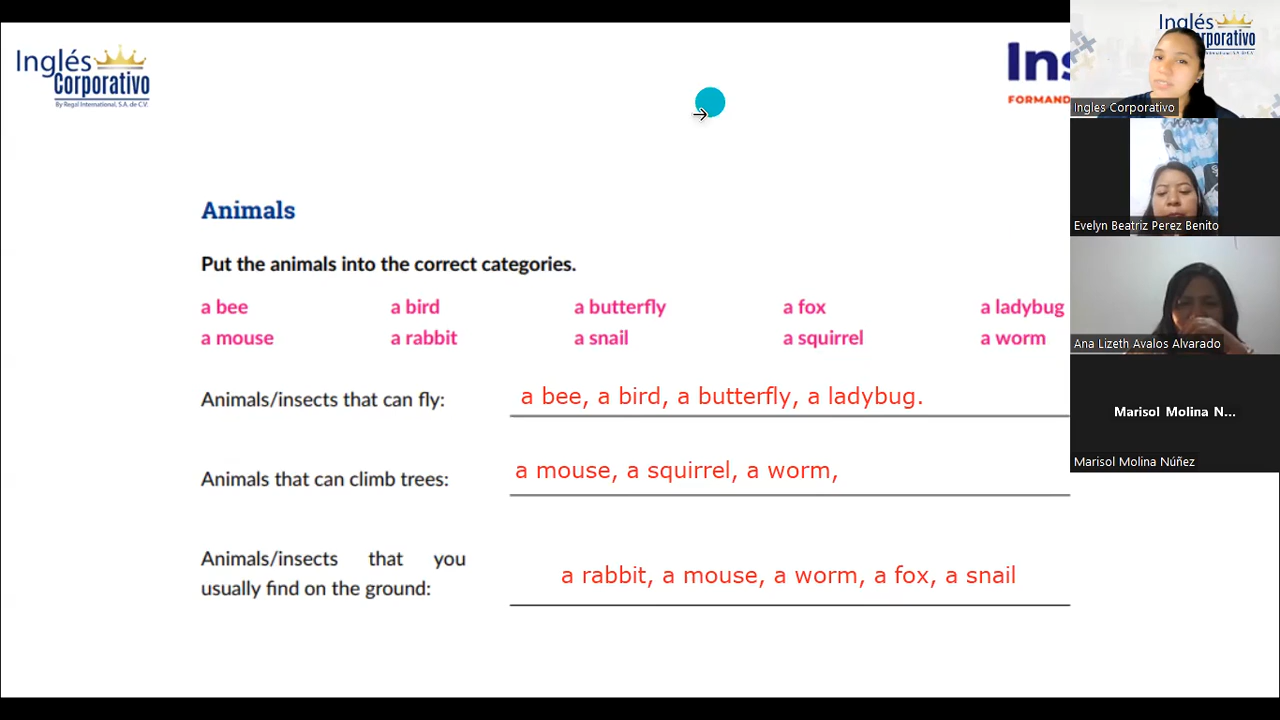 Inglés
Corporativo
By Regal International, S.A. de C.V.
Ins
FORMAND
Inglés
rporativo
Ingles Corporativo
Evelyn Beatriz Perez Benito
Ana Lizeth Avalos Alvarado
Marisol Molina N...
Marisol Molina Núñez
Animals
Put the animals into the correct categories.
a bee a bird a butterfly a fox a ladybug
a mouse a rabbit a snail a squirrel a worm
Animals/insects that can fly: a bee, a bird, a butterfly, a ladybug.
Animals that can climb trees: a mouse, a squirrel, a worm,
Animals/insects that you
usually find on the ground: a rabbit, a mouse, a worm, a fox, a snail